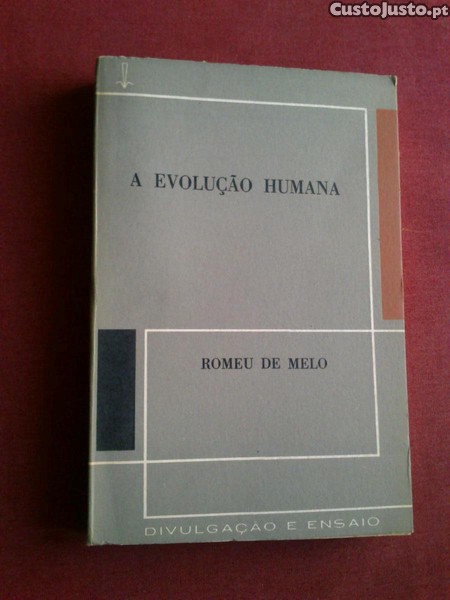 CustoJusto.pt
A EVOLUÇÃO HUMANA
ROMEU DE MELO
DIVULGAÇÃO E ENSAIO